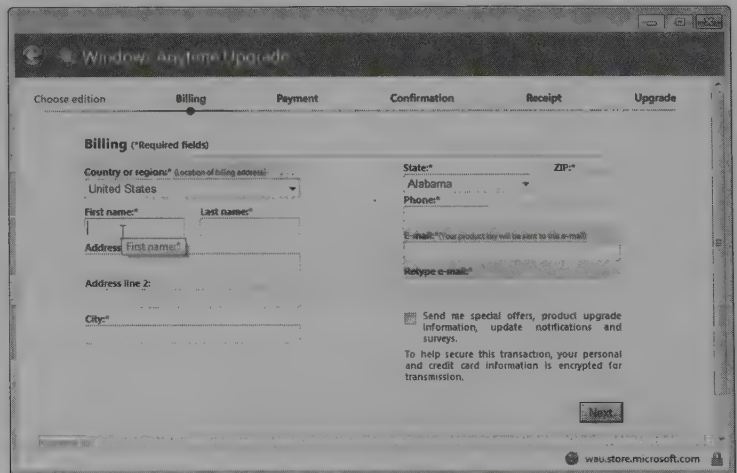 Windows Anytime Upgrade
Choose edition Billing Payment Confirmation Receipt Upgrade
Billing (*Required fields)
Country or region:* (Location of billing address)
United States
First name:* Last name:*
Address First name:*
Address line 2:
City:*
State:* ZIP:*
Alabama
Phone:*
E-mail:* (Your product key will be sent to this e-mail)
Retype e-mail:*
Send me special offers, product upgrade
information, update notifications and
surveys.
To help secure this transaction, your personal
and credit card information is encrypted for
transmission.
Next
wau.store.microsoft.com